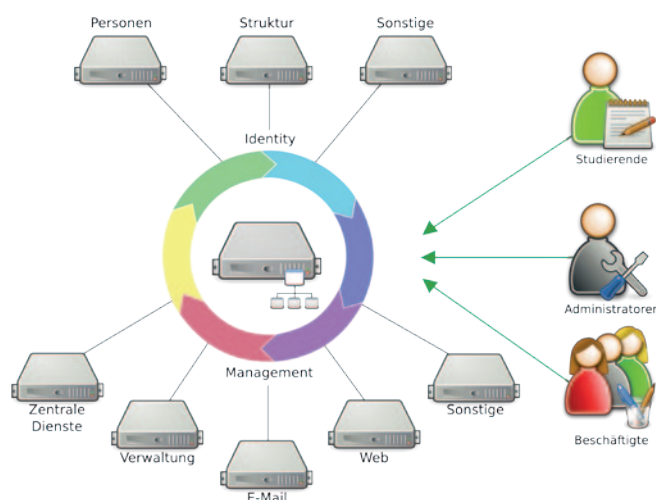 Personen
Struktur
Sonstige
Identity
Studierende
Administratoren
Management
Zentrale
Dienste
Verwaltung
E-Mail
Web
Sonstige
Beschäftigte